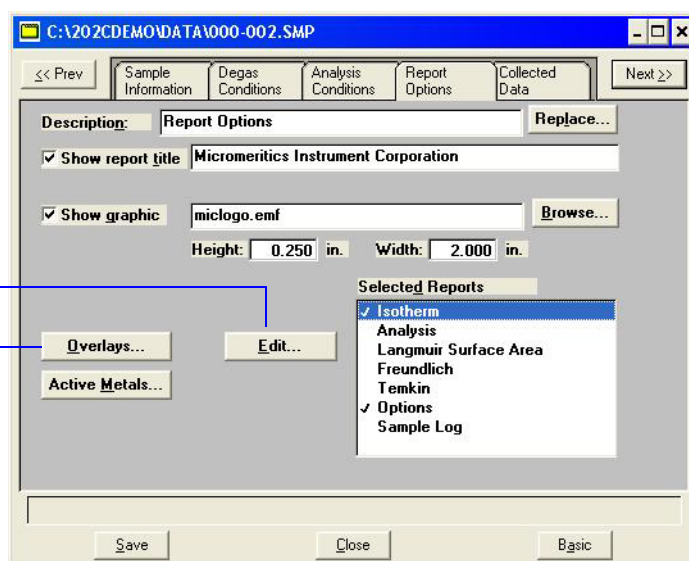 C:\202CDEMO\DATA\000-002.SMP
<< Prev
Sample Information
Degas Conditions
Analysis Conditions
Report Options
Collected Data
Next >>
Description: Report Options Replace...
Show report title Micromeritics Instrument Corporation
Show graphic miclogo.emf Browse...
Height: 0.250 in. Width: 2.000 in.
Selected Reports
Isotherm
Analysis
Langmuir Surface Area
Freundlich
Temkin
Options
Sample Log
Overlays... Edit...
Active Metals...
Save Close Basic